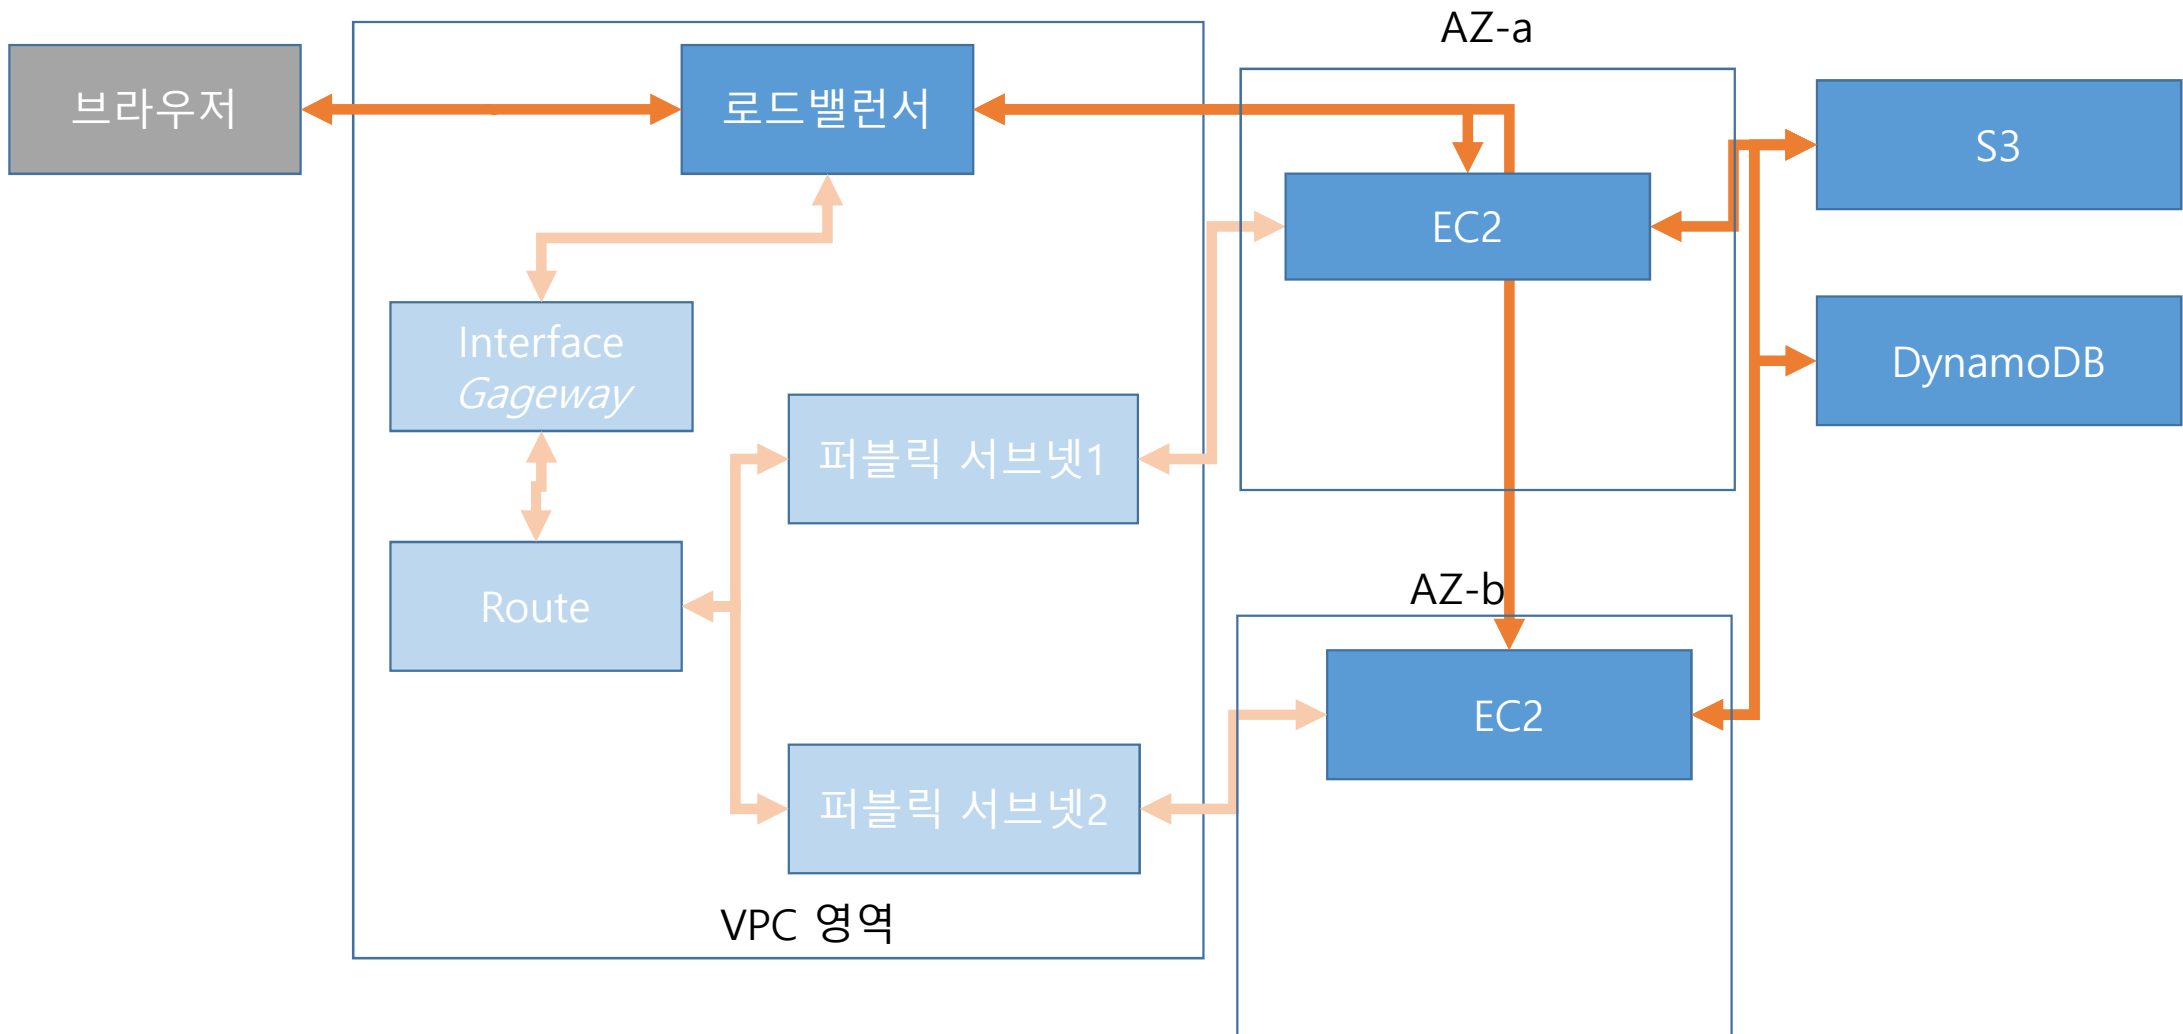 AZ-a
브라우저
로드밸런서
S3
EC2
Interface
Gageway
DynamoDB
퍼블릭 서브넷1
AZ-b
Route
EC2
퍼블릭 서브넷2
VPC 영역